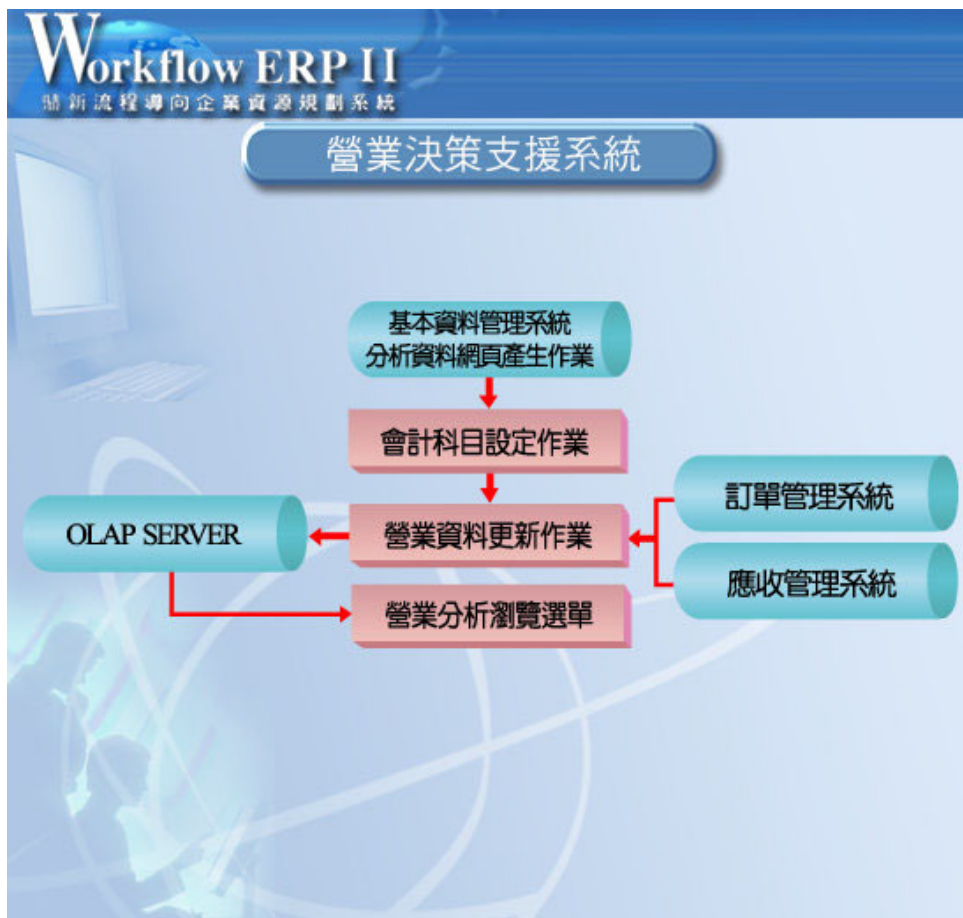 Workflow ERP II
鼎新流程導向企業資源規劃系統
營業決策支援系統
基本資料管理系統
分析資料網頁產生作業
會計科目設定作業
訂單管理系統
OLAP SERVER
營業資料更新作業
應收管理系統
營業分析瀏覽選單